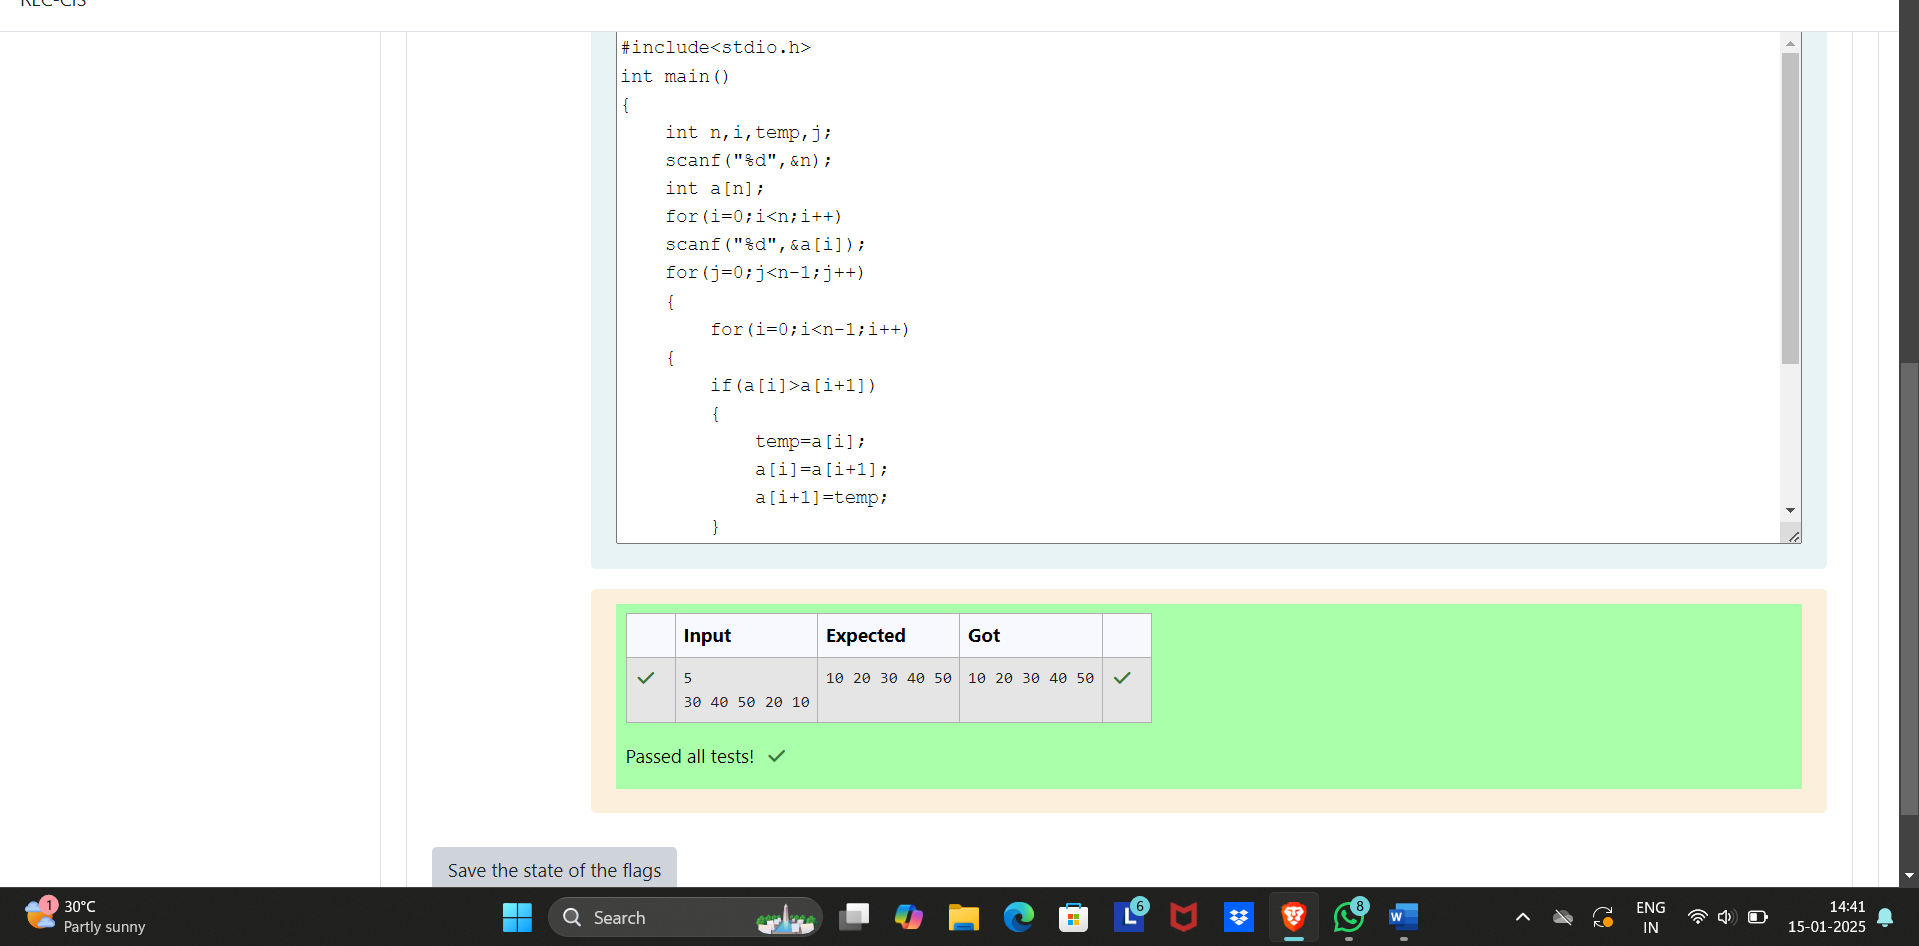 REC-CIS
#include<stdio.h>
int main()
{
int n,i,temp,j;
scanf("%d",&n);
int a[n];
for(i=0;i<n;i++)
scanf("%d",&a[i]);
for(j=0;j<n-1;j++)
{
for(i=0;i<n-1;i++)
{
if(a[i]>a[i+1])
{
temp=a[i];
a[i]=a[i+1];
a[i+1]=temp;
}
Input Expected Got
5 10 20 30 40 50 10 20 30 40 50
30 40 50 20 10
Passed all tests!
Save the state of the flags
1 30°C
Partly sunny
Search
L 6
8
W
ENG
IN
14:41
15-01-2025